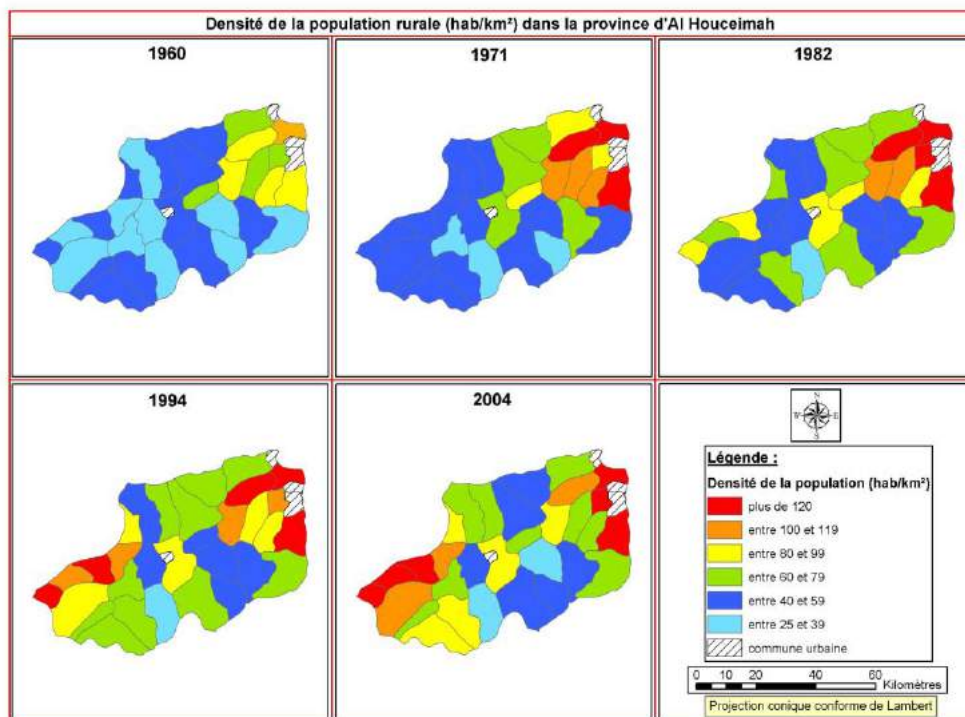 Densité de la population rurale (hab/km²) dans la province d'Al Houceimah
1960
1971
1982
1994
2004
N
W E
S
Légende :
Densité de la population (hab/km²)
plus de 120
entre 100 et 119
entre 80 et 99
entre 60 et 79
entre 40 et 59
entre 25 et 39
commune urbaine
0 10 20 40 60
Kilomètres
Projection conique conforme de Lambert